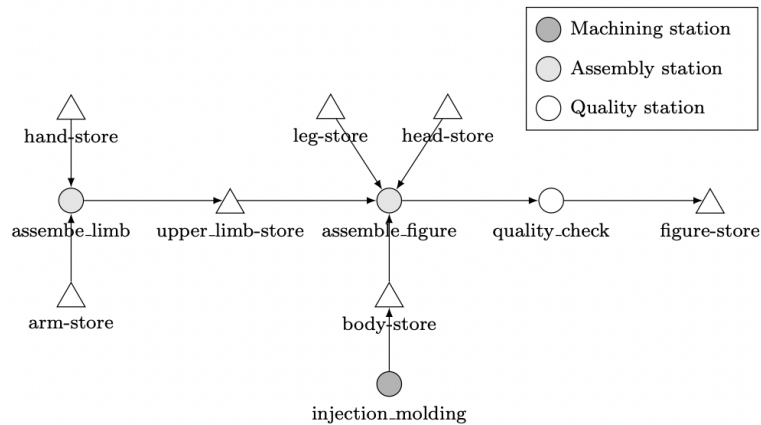 Machining station
Assembly station
Quality station
hand-store
leg-store
head-store
assembe_limb
upper_limb-store
assemble_figure
quality_check
figure-store
arm-store
body-store
injection_molding